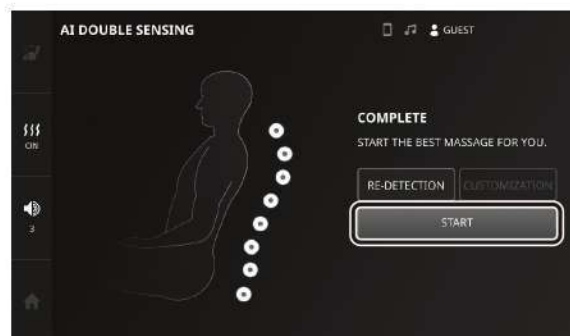 AI DOUBLE SENSING
GUEST
ON
3
COMPLETE
START THE BEST MASSAGE FOR YOU.
RE-DETECTION
CUSTOMIZATION
START